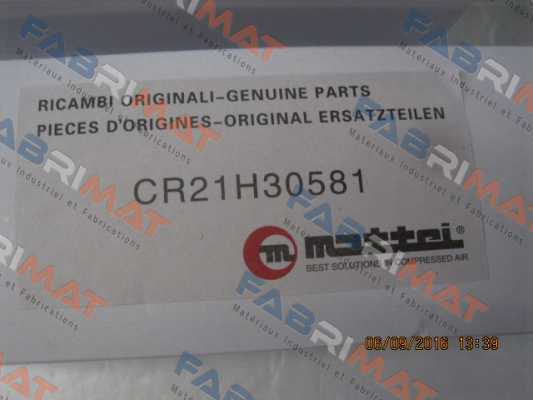 RICAMBI ORIGINALI-GENUINE PARTS
PIECES D'ORIGINES-ORIGINAL ERSATZTEILEN
CR21H30581
m mattei®
BEST SOLUTIONS IN COMPRESSED AIR
06/09/2016 13:39
FABRIMAT
Materiaux Industriel et Fabrications